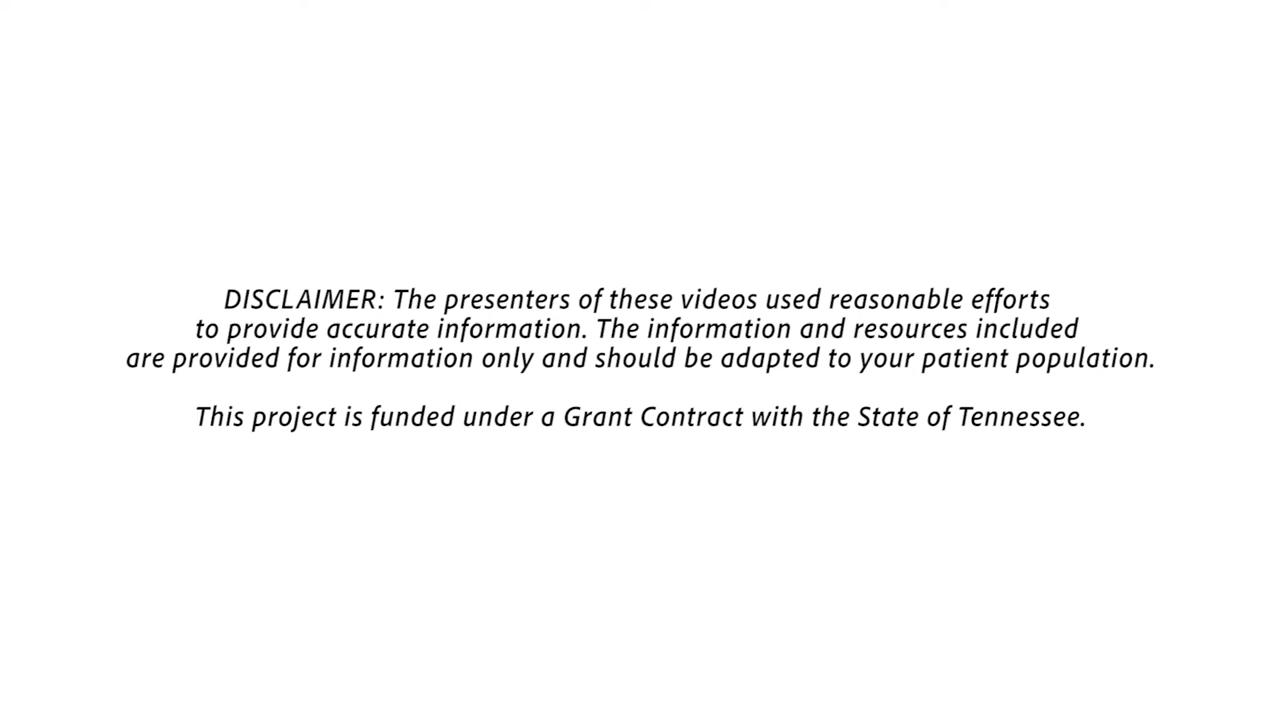 DISCLAIMER: The presenters of these videos used reasonable efforts
to provide accurate information. The information and resources included
are provided for information only and should be adapted to your patient population.
This project is funded under a Grant Contract with the State of Tennessee.